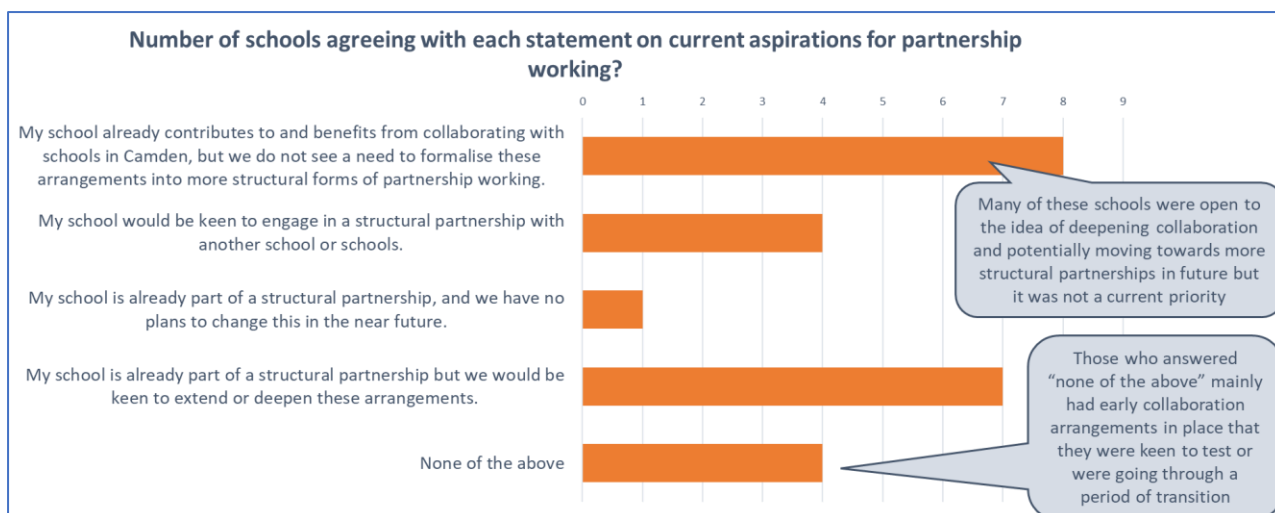 Number of schools agreeing with each statement on current aspirations for partnership
working?
0 1 2 3 4 5 6 7 8 9
My school already contributes to and benefits from collaborating with
schools in Camden, but we do not see a need to formalise these
arrangements into more structural forms of partnership working.
Many of these schools were open to
the idea of deepening collaboration
and potentially moving towards more
structural partnerships in future but
it was not a current priority
My school would be keen to engage in a structural partnership with
another school or schools.
My school is already part of a structural partnership, and we have no
plans to change this in the near future.
My school is already part of a structural partnership but we would be
keen to extend or deepen these arrangements.
None of the above
Those who answered
“none of the above” mainly
had early collaboration
arrangements in place that
they were keen to test or
were going through a
period of transition